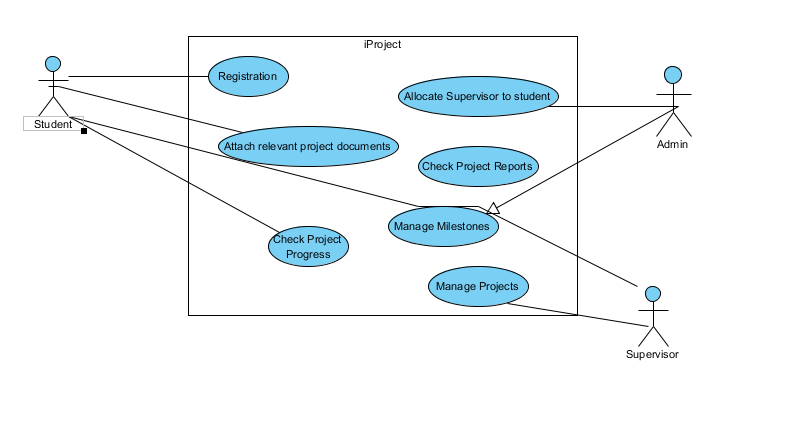 iProject
Registration
Allocate Supervisor to student
Student
Attach relevant project documents
Admin
Check Project Reports
Manage Milestones
Check Project
Progress
Manage Projects
Supervisor